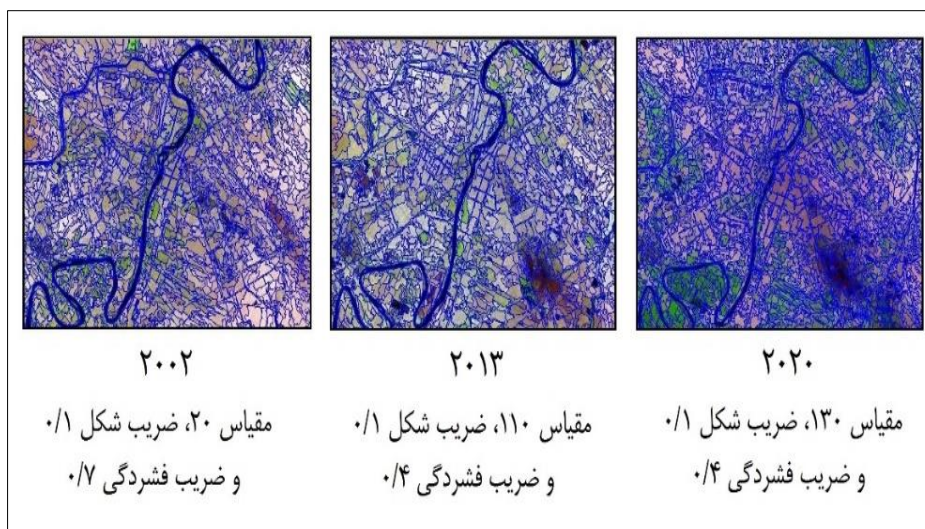 ۲۰۰۲
مقیاس ۲۰، ضریب شکل ۰/۱
و ضریب فشردگی ۰/۷
۲۰۱۳
مقیاس ۱۱۰، ضریب شکل ۰/۱
و ضریب فشردگی ۰/۴
۲۰۲۰
مقیاس ۱۳۰، ضریب شکل ۰/۱
و ضریب فشردگی ۰/۴